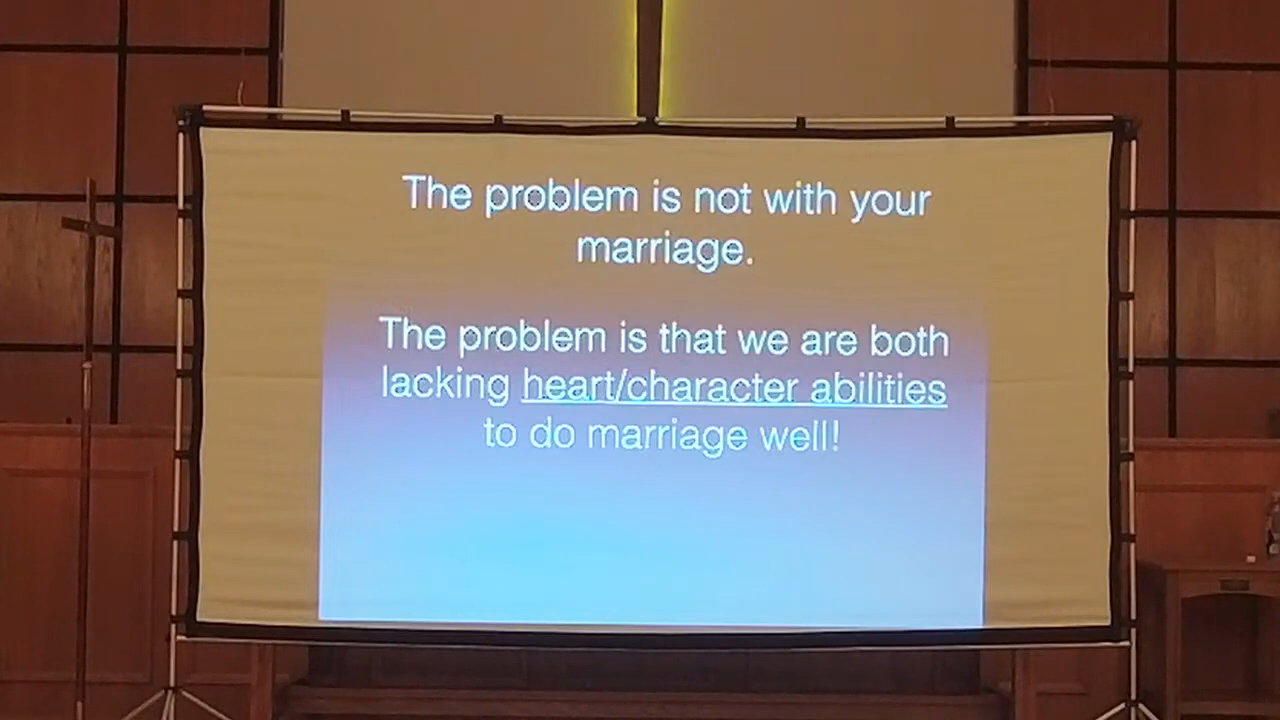 The problem is not with your
marriage.
The problem is that we are both
lacking heart/character abilities
to do marriage well!